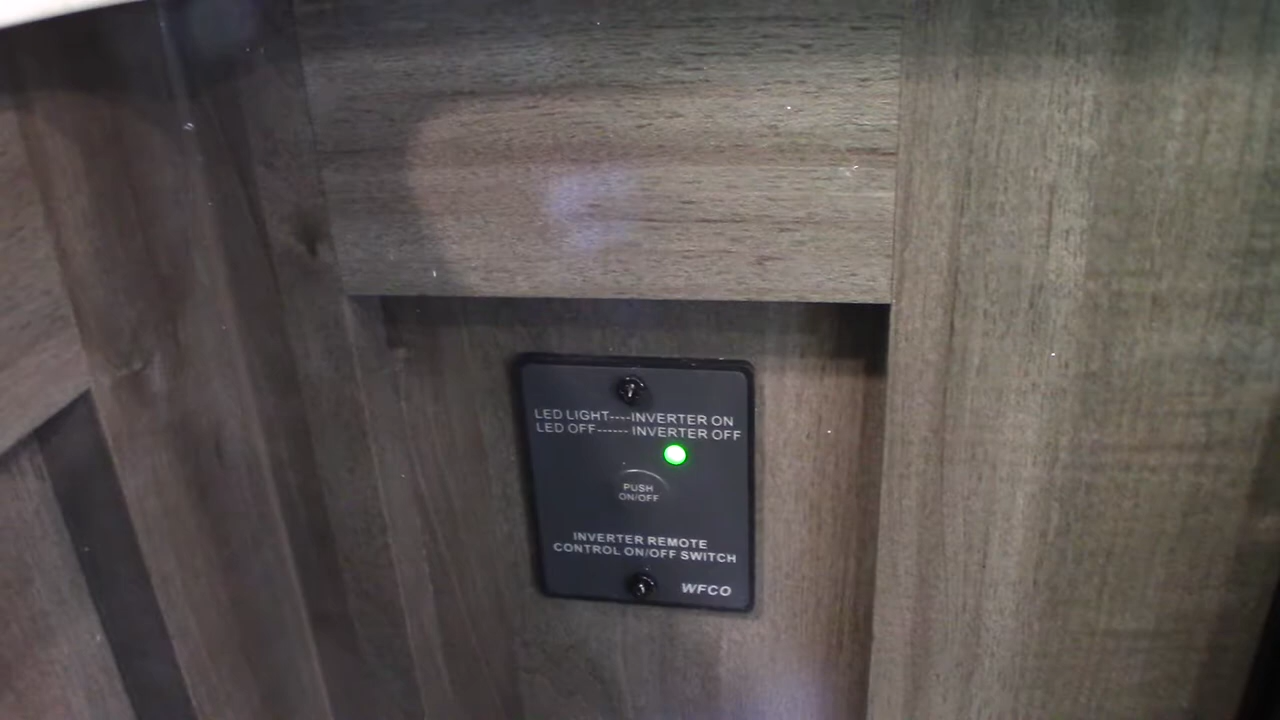 LED LIGHT----INVERTER ON
LED OFF------ INVERTER OFF
PUSH
ON/OFF
INVERTER REMOTE
CONTROL ON/OFF SWITCH
WFCO